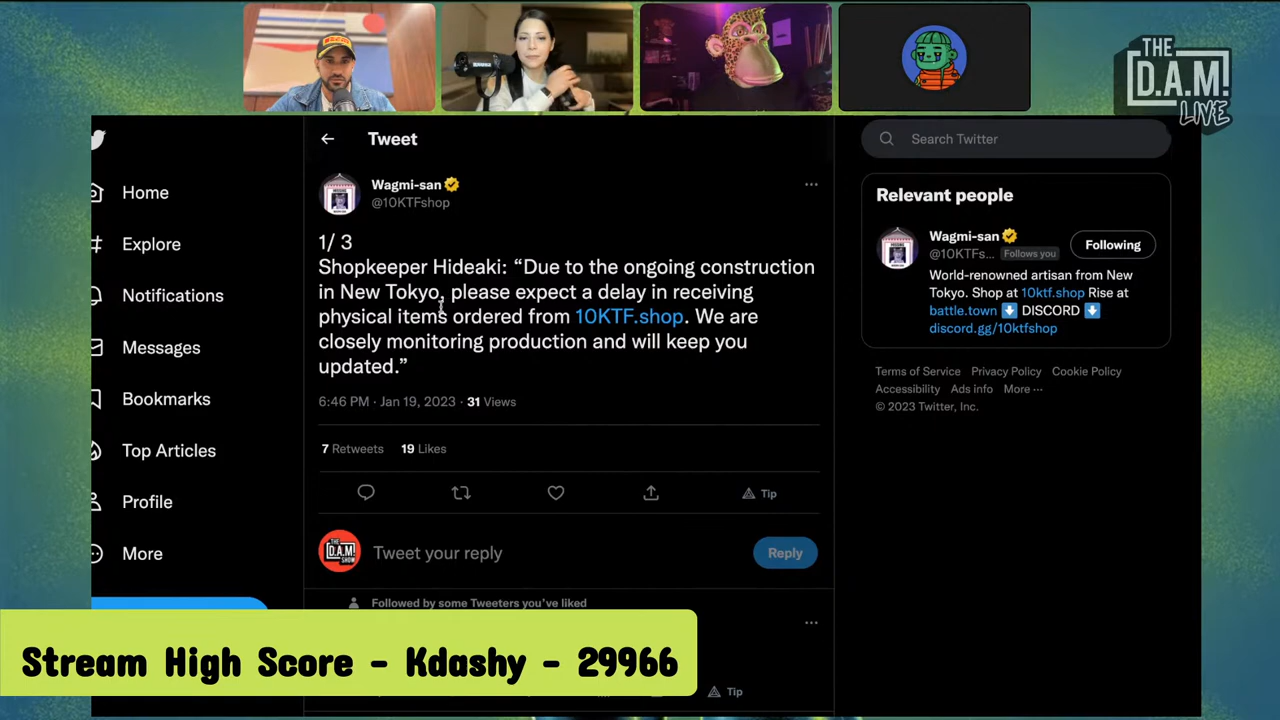 THE
D.A.M!
LIVE
Home
Explore
Notifications
Messages
Bookmarks
Top Articles
Profile
More
Tweet
Wagmi-san
@10KTFshop
1/ 3
Shopkeeper Hideaki: “Due to the ongoing construction
in New Tokyo, please expect a delay in receiving
physical items ordered from 10KTF.shop. We are
closely monitoring production and will keep you
updated.”
6:46 PM · Jan 19, 2023 · 31 Views
7 Retweets 19 Likes
Tip
THE
D.A.M!
SHOW
Tweet your reply
Reply
Followed by some Tweeters you've liked
Tip
Search Twitter
Relevant people
Wagmi-san
@10KTFs... Follows you
Following
World-renowned artisan from New
Tokyo. Shop at 10ktf.shop Rise at
battle.town ⬇️ DISCORD ⬇️
discord.gg/10ktfshop
Terms of Service Privacy Policy Cookie Policy
Accessibility Ads info More ···
© 2023 Twitter, Inc.
Stream High Score - Kdashy - 29966